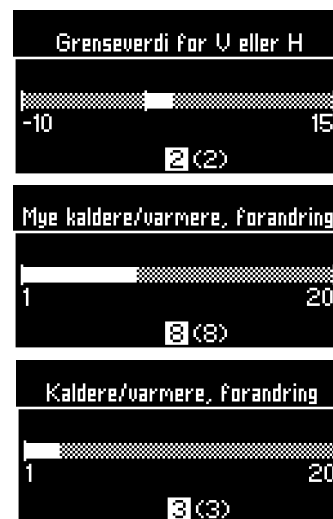 Grenseverdi for V eller H
-10 15
2 (2)
Mye kaldere/varmere, forandring
1 20
8 (8)
Kaldere/varmere, forandring
1 20
3 (3)